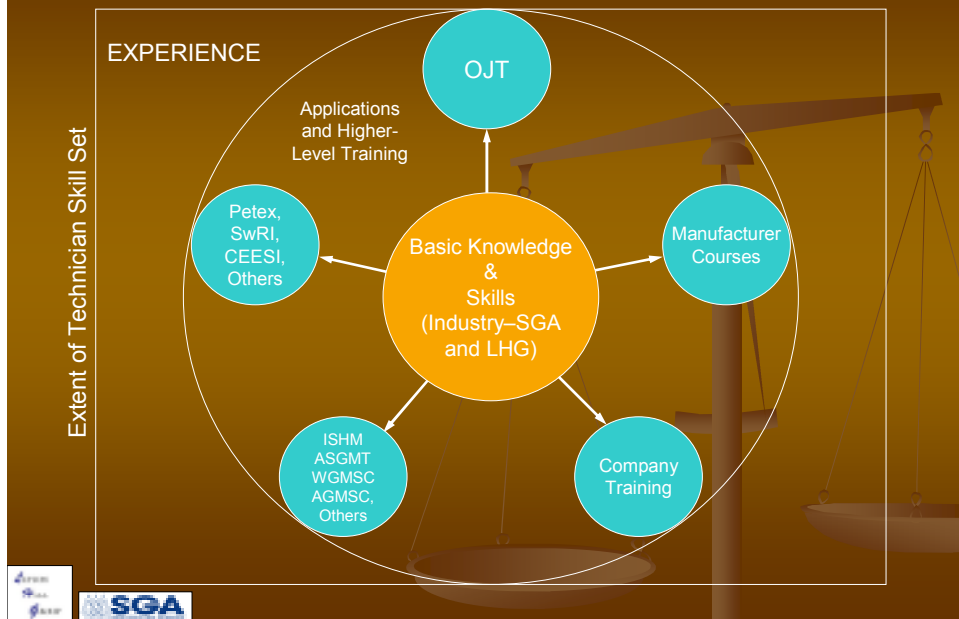 EXPERIENCE
OJT
Applications
and Higher-
Level Training
Extent of Technician Skill Set
Petex,
SwRI,
CEESI,
Others
Basic Knowledge
&
Skills
(Industry–SGA
and LHG)
Manufacturer
Courses
ISHM
ASGMT
WGMSC
AGMSC,
Others
Company
Training
SGA